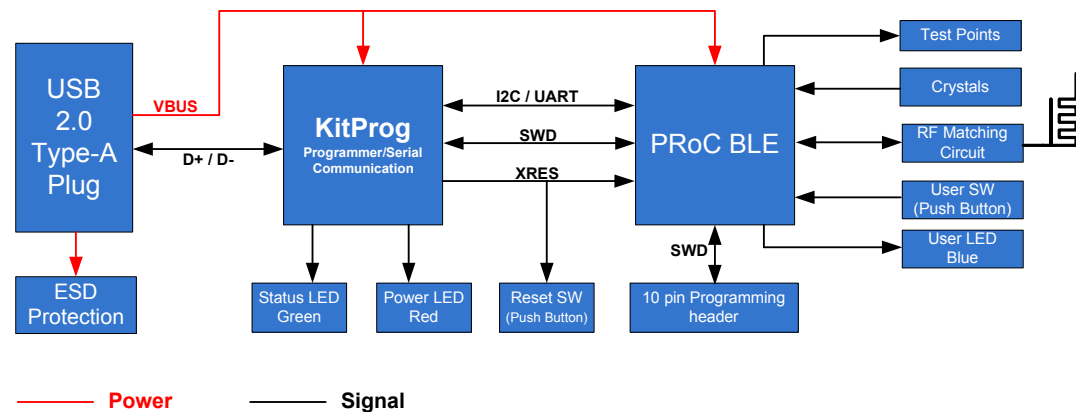 USB
2.0
Type-A
Plug
VBUS
D+ / D-
ESD
Protection
KitProg
Programmer/Serial
Communication
I2C / UART
SWD
XRES
PRoC BLE
SWD
Status LED
Green
Power LED
Red
Reset SW
(Push Button)
10 pin Programming
header
Test Points
Crystals
RF Matching
Circuit
User SW
(Push Button)
User LED
Blue
Power
Signal